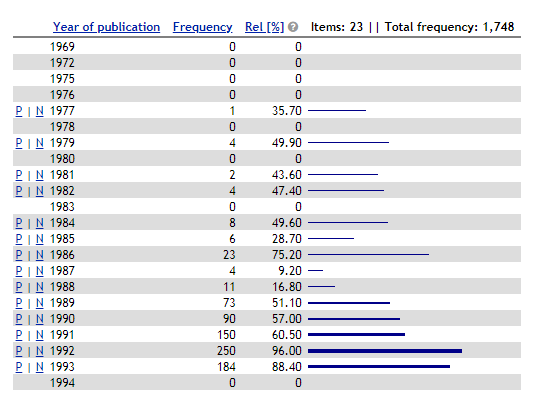 Year of publication Frequency Rel [%] ? Items: 23 || Total frequency: 1,748
1969 0 0
1972 0 0
1975 0 0
1976 0 0
P | N 1977 1 35.70
1978 0 0
P | N 1979 4 49.90
1980 0 0
P | N 1981 2 43.60
P | N 1982 4 47.40
1983 0 0
P | N 1984 8 49.60
P | N 1985 6 28.70
P | N 1986 23 75.20
P | N 1987 4 9.20
P | N 1988 11 16.80
P | N 1989 73 51.10
P | N 1990 90 57.00
P | N 1991 150 60.50
P | N 1992 250 96.00
P | N 1993 184 88.40
1994 0 0